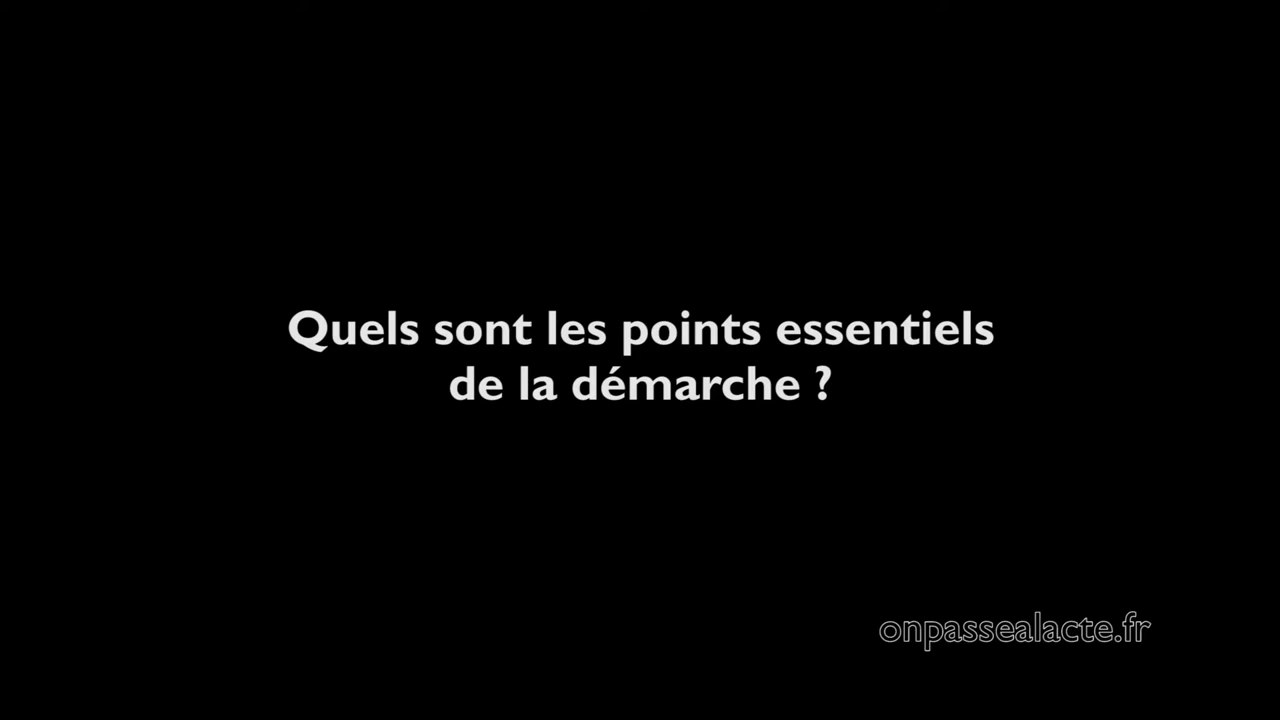 Quels sont les points essentiels
de la démarche ?
onpassealacte.fr